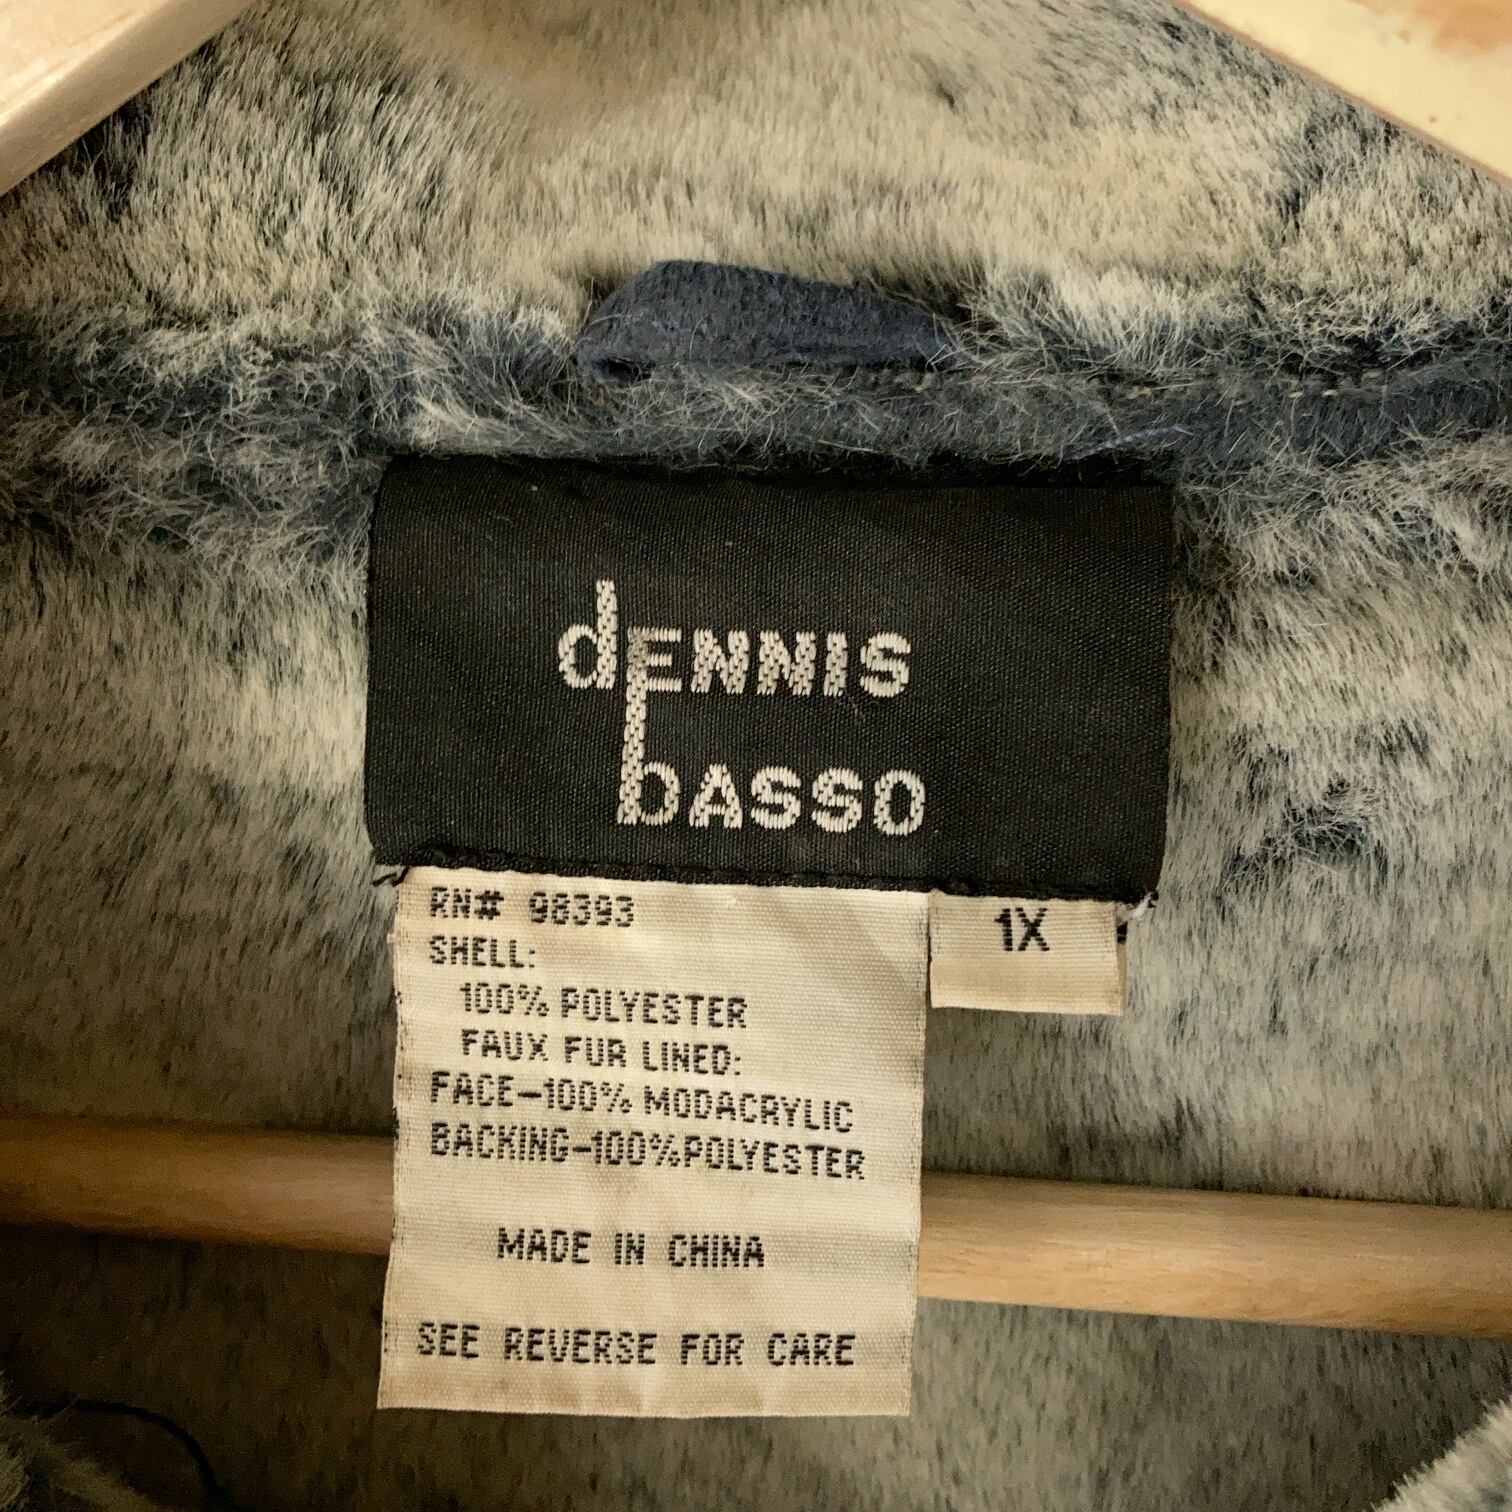 dENNIS
bASSO
RN# 98393
SHELL:
100% POLYESTER
FAUX FUR LINED:
FACE-100% MODACRYLIC
BACKING-100%POLYESTER
MADE IN CHINA
SEE REVERSE FOR CARE
1X